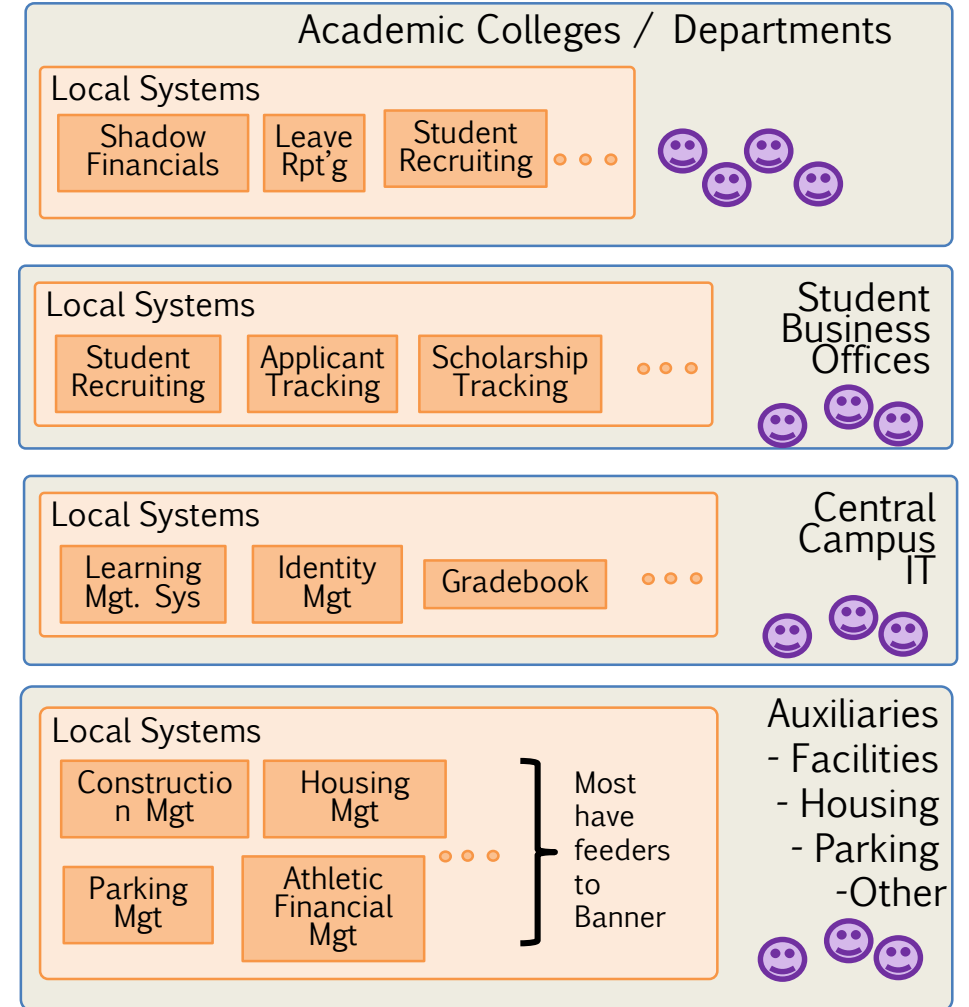 Academic Colleges / Departments
Local Systems
Shadow
Financials
Leave
Rpt'g
Student
Recruiting
Local Systems
Student
Recruiting
Applicant
Tracking
Scholarship
Tracking
Student
Business
Offices
Local Systems
Learning
Mgt. Sys
Identity
Mgt
Gradebook
Central
Campus
IT
Local Systems
Constructio
n Mgt
Housing
Mgt
Parking
Mgt
Athletic
Financial
Mgt
Most
have
feeders
to
Banner
Auxiliaries
- Facilities
- Housing
- Parking
-Other